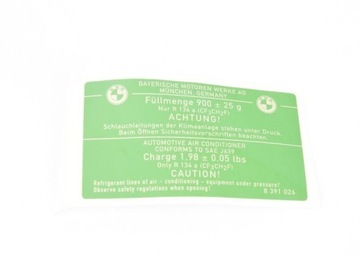 BAYERISCHE MOTOREN WERKE AG
MÜNCHEN, GERMANY
Füllmenge 900 ± 25 g
Nur R 134 a (CF3CH2F)
ACHTUNG!
Schlauchleitungen der Klimaanlage stehen unter Druck.
Beim Öffnen Sicherheitsvorschriften beachten.
AUTOMOTIVE AIR CONDITIONER
CONFORMS TO SAE J639
Charge 1.98 ± 0.05 lbs
Only R 134 a (CF3CH2F)
CAUTION!
Refrigerant lines of air - conditioning - equipment under pressure!
Observe safety regulations when opening!
8 391 026